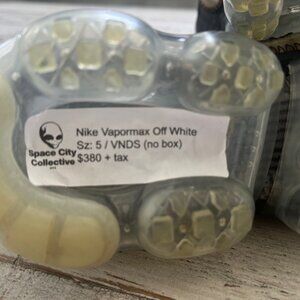 Space City
Collective
Nike Vapormax Off White
Sz: 5 / VNDS (no box)
$380 + tax